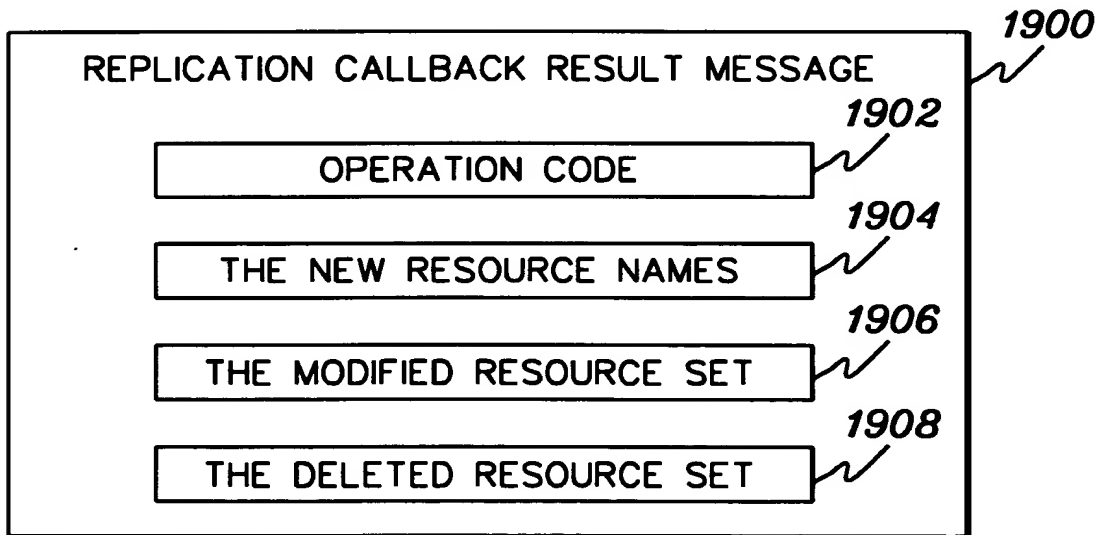 1900
REPLICATION CALLBACK RESULT MESSAGE
1902
OPERATION CODE
1904
THE NEW RESOURCE NAMES
1906
THE MODIFIED RESOURCE SET
1908
THE DELETED RESOURCE SET